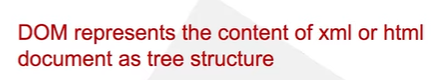 DOM represents the content of xml or html
document as tree structure